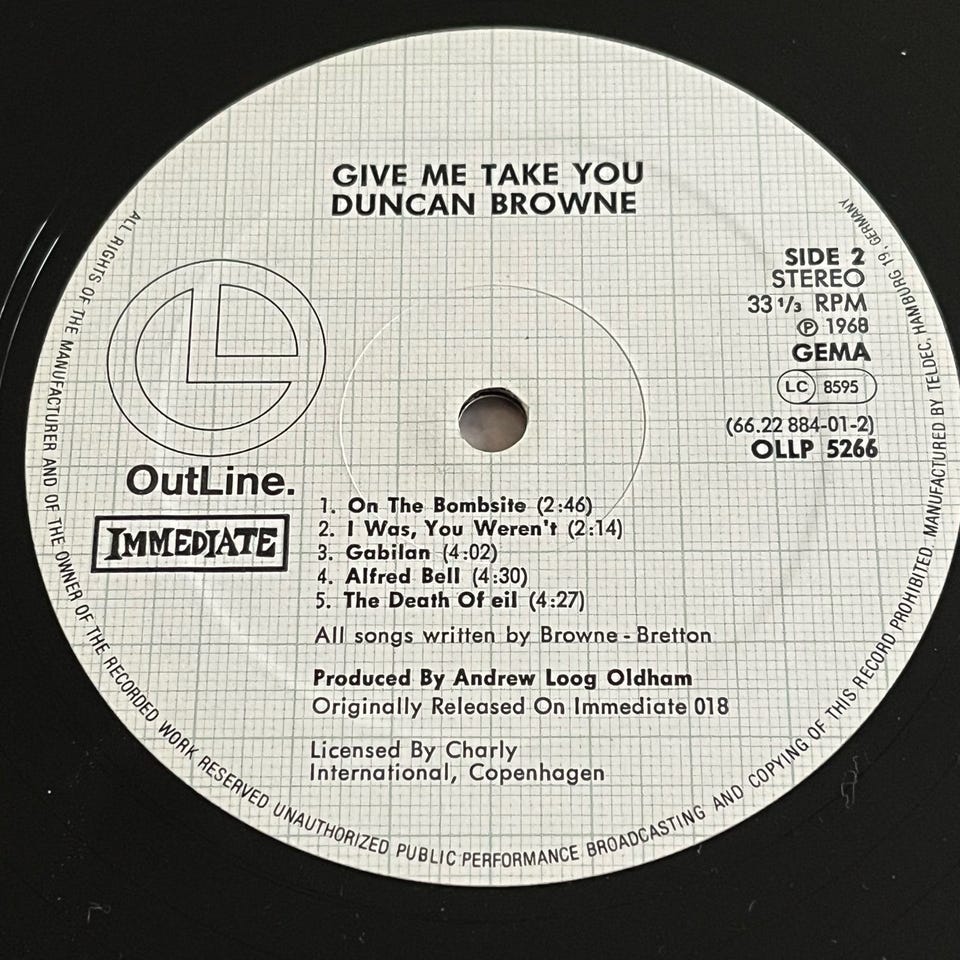 GIVE ME TAKE YOU
DUNCAN BROWNE
SIDE 2
STEREO
33 1/3 RPM
℗ 1968
GEMA
LC 8595
(66.22 884-01-2)
OLLP 5266
OutLine.
IMMEDIATE
1. On The Bombsite (2:46)
2. I Was, You Weren't (2:14)
3. Gabilan (4:02)
4. Alfred Bell (4:30)
5. The Death Of eil (4:27)
All songs written by Browne - Bretton
Produced By Andrew Loog Oldham
Originally Released On Immediate 018
Licensed By Charly
International, Copenhagen
ALL RIGHTS OF THE MANUFACTURER AND OF THE OWNER OF THE RECORDED WORK RESERVED UNAUTHORIZED PUBLIC PERFORMANCE BROADCASTING AND COPYING OF THIS RECORD PROHIBITED. MANUFACTURED BY TELDEC, HAMBURG 19, GERMANY